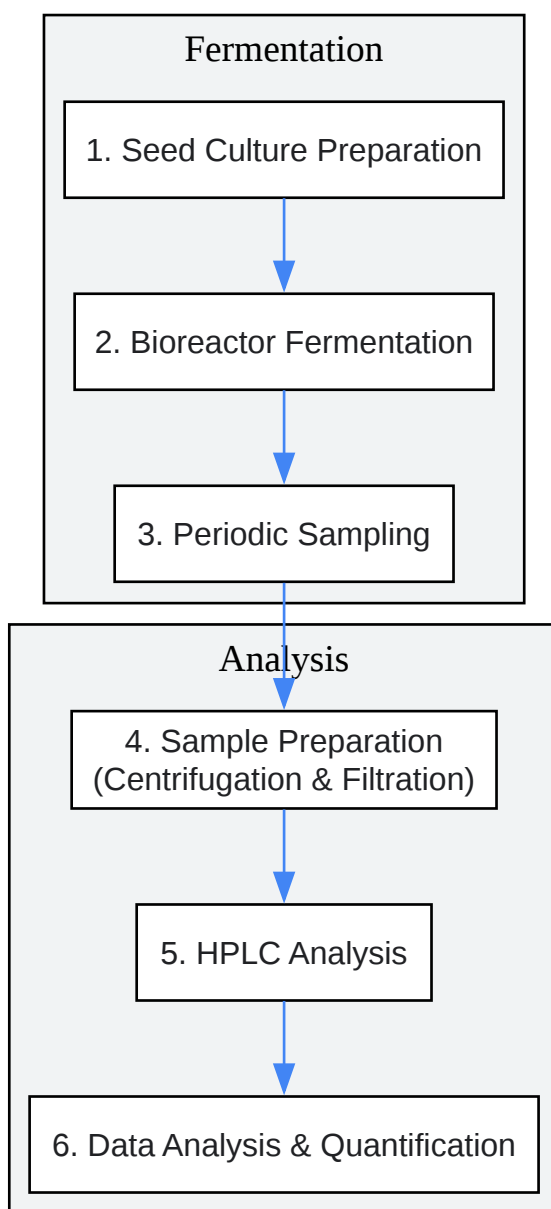 Fermentation
1. Seed Culture Preparation
2. Bioreactor Fermentation
3. Periodic Sampling
Analysis
4. Sample Preparation
(Centrifugation & Filtration)
5. HPLC Analysis
6. Data Analysis & Quantification